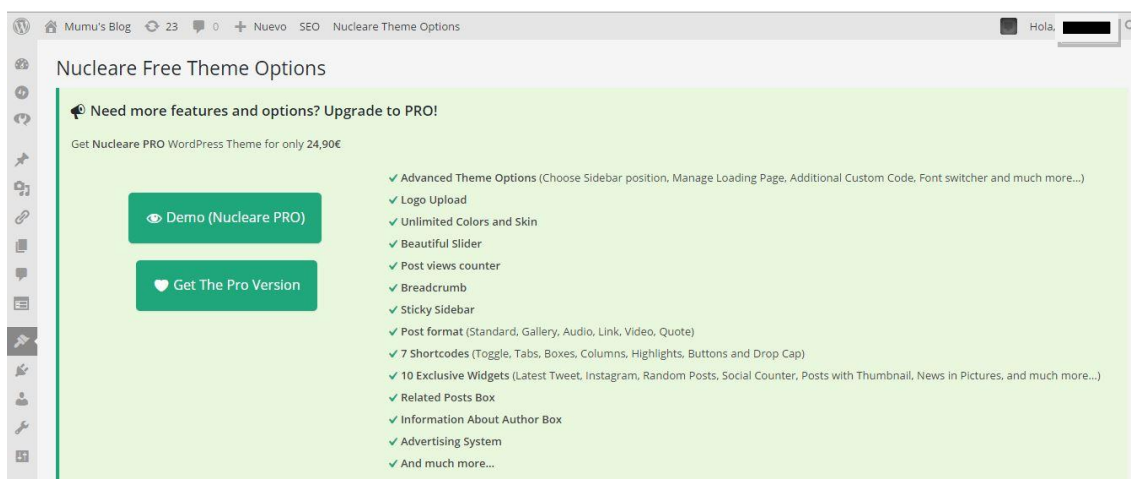 Mumu's Blog 23 0 + Nuevo SEO Nucleare Theme Options Hola,
Nucleare Free Theme Options
Need more features and options? Upgrade to PRO!
Get Nucleare PRO WordPress Theme for only 24,90€
Demo (Nucleare PRO)
Get The Pro Version
✓ Advanced Theme Options (Choose Sidebar position, Manage Loading Page, Additional Custom Code, Font switcher and much more...)
✓ Logo Upload
✓ Unlimited Colors and Skin
✓ Beautiful Slider
✓ Post views counter
✓ Breadcrumb
✓ Sticky Sidebar
✓ Post format (Standard, Gallery, Audio, Link, Video, Quote)
✓ 7 Shortcodes (Toggle, Tabs, Boxes, Columns, Highlights, Buttons and Drop Cap)
✓ 10 Exclusive Widgets (Latest Tweet, Instagram, Random Posts, Social Counter, Posts with Thumbnail, News in Pictures, and much more...)
✓ Related Posts Box
✓ Information About Author Box
✓ Advertising System
✓ And much more...